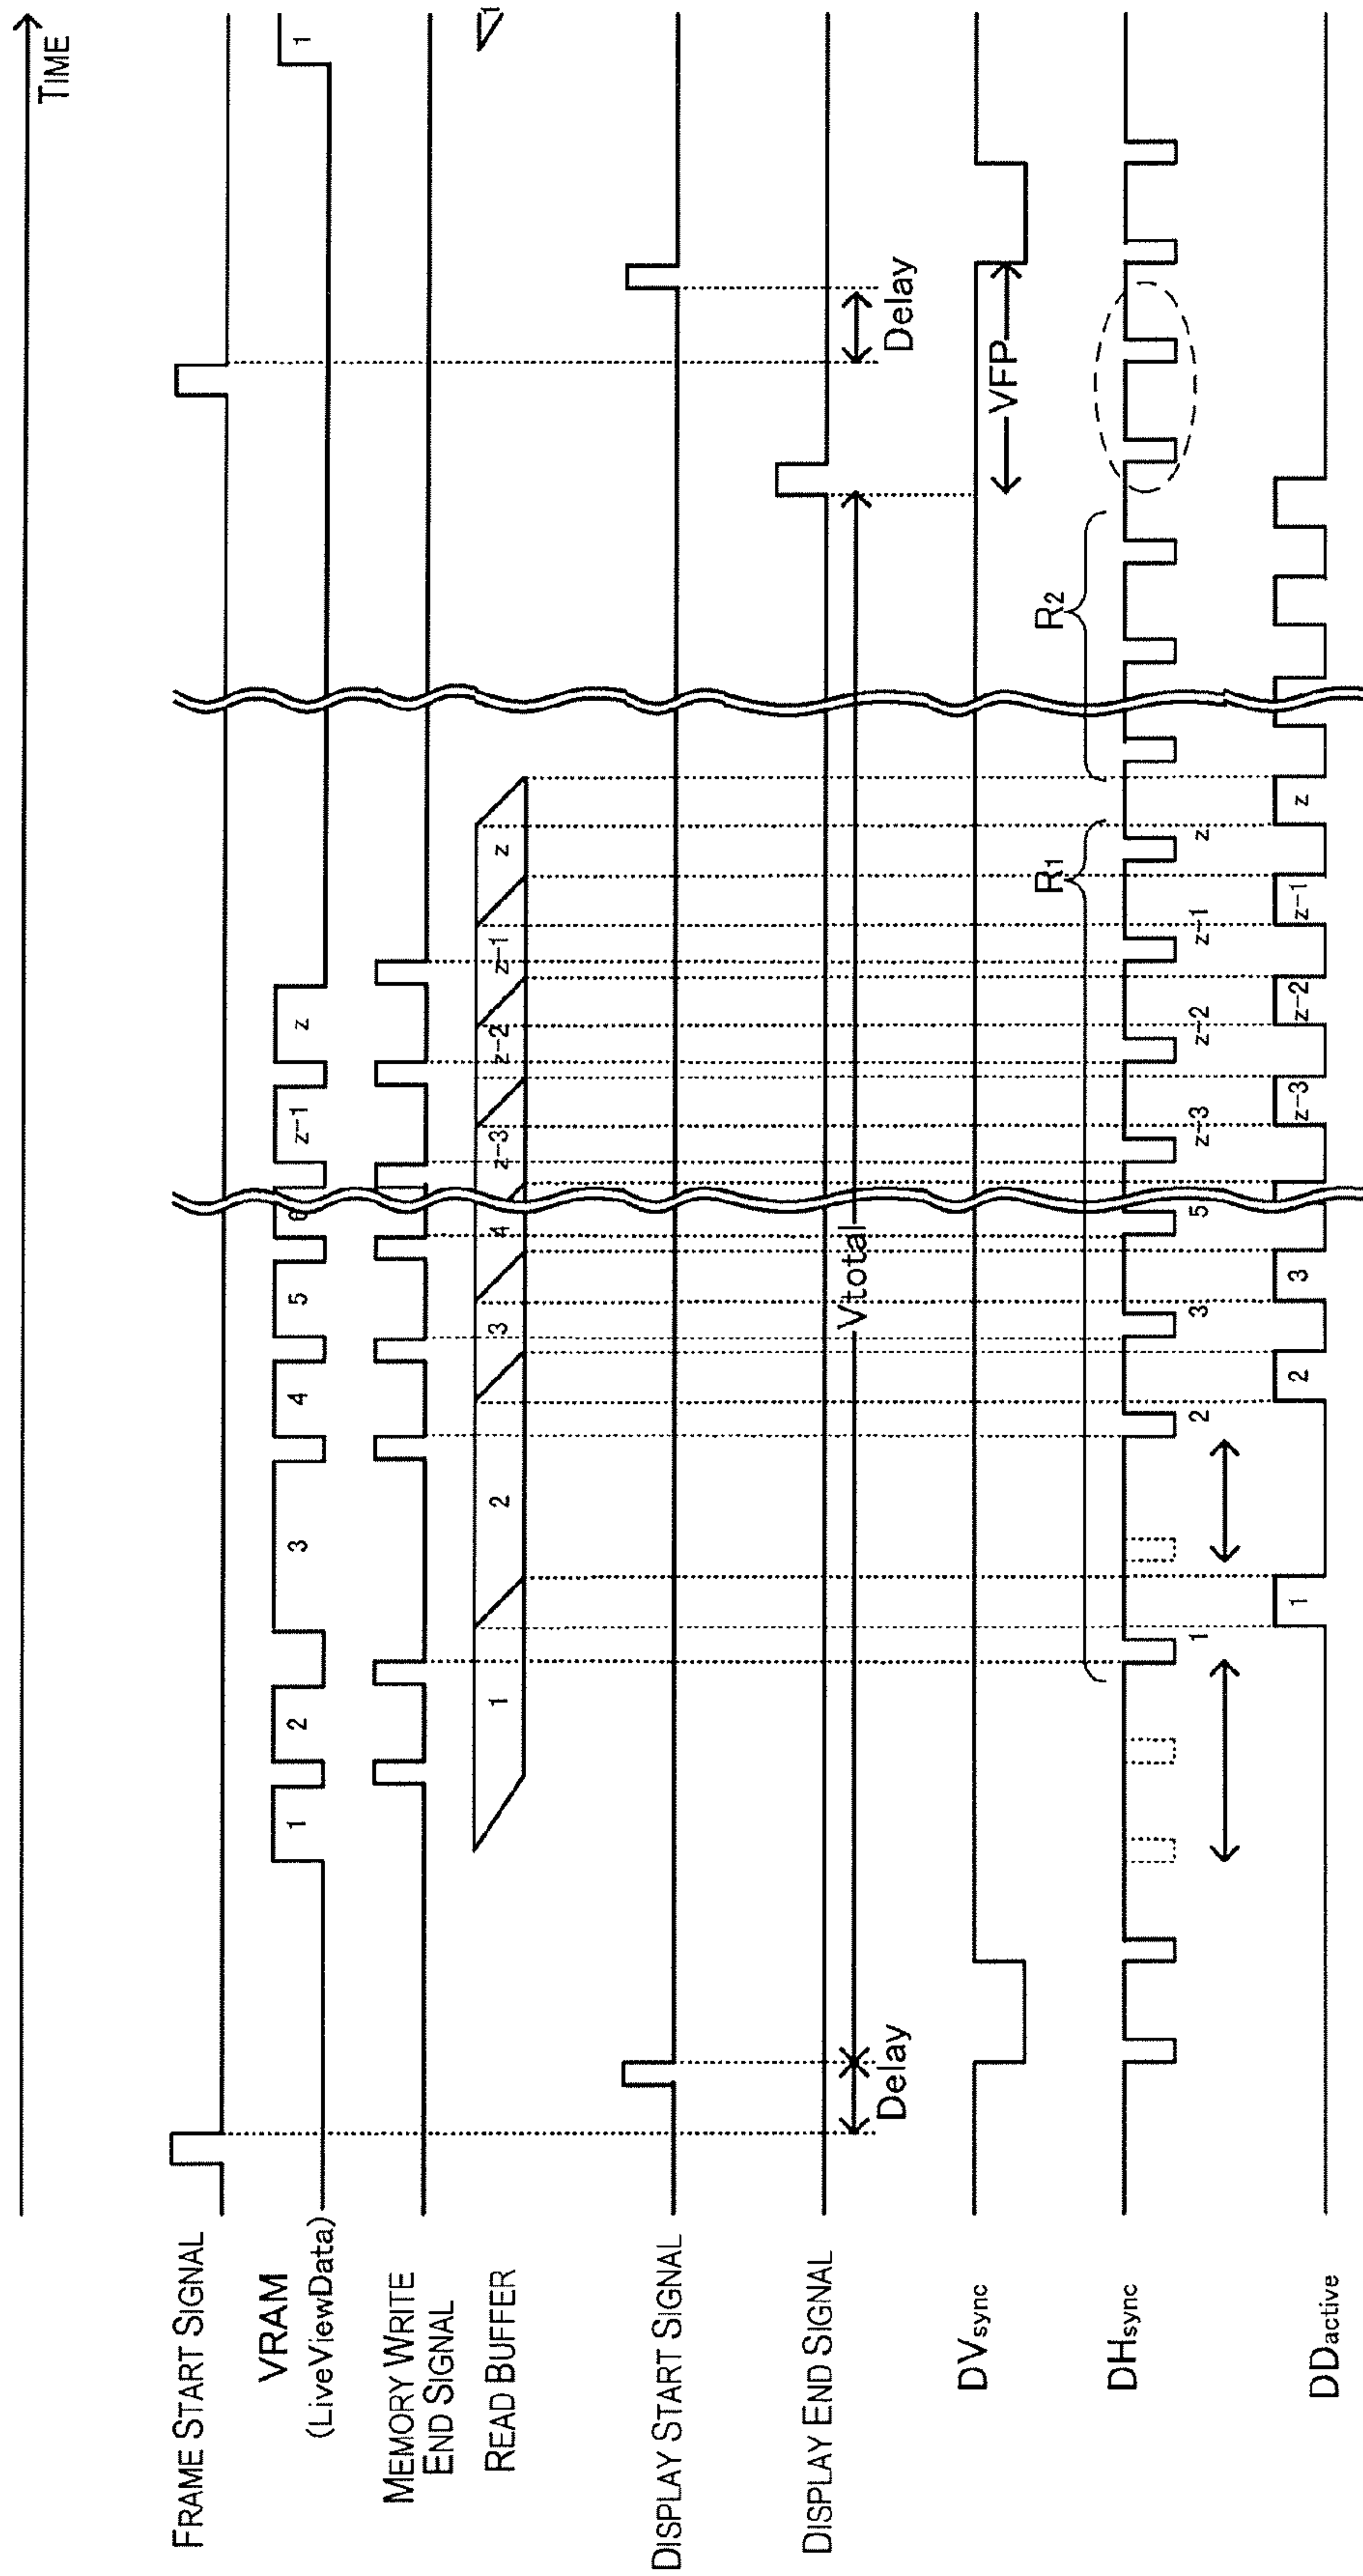 TIME
FRAME START SIGNAL
VRAM
(LiveViewData)
1 2 3 4 5 6 z-1 z 1
MEMORY WRITE
END SIGNAL
READ BUFFER
1 2 3 4 z-3 z-2 z-1 z 1
DISPLAY START SIGNAL
DISPLAY END SIGNAL
Delay Vtotal Delay
DVsync
VFP
R1 R2
DHsync
1 2 3 5 z-3 z-2 z-1 z
DDactive
1 2 3 z-3 z-2 z-1 z